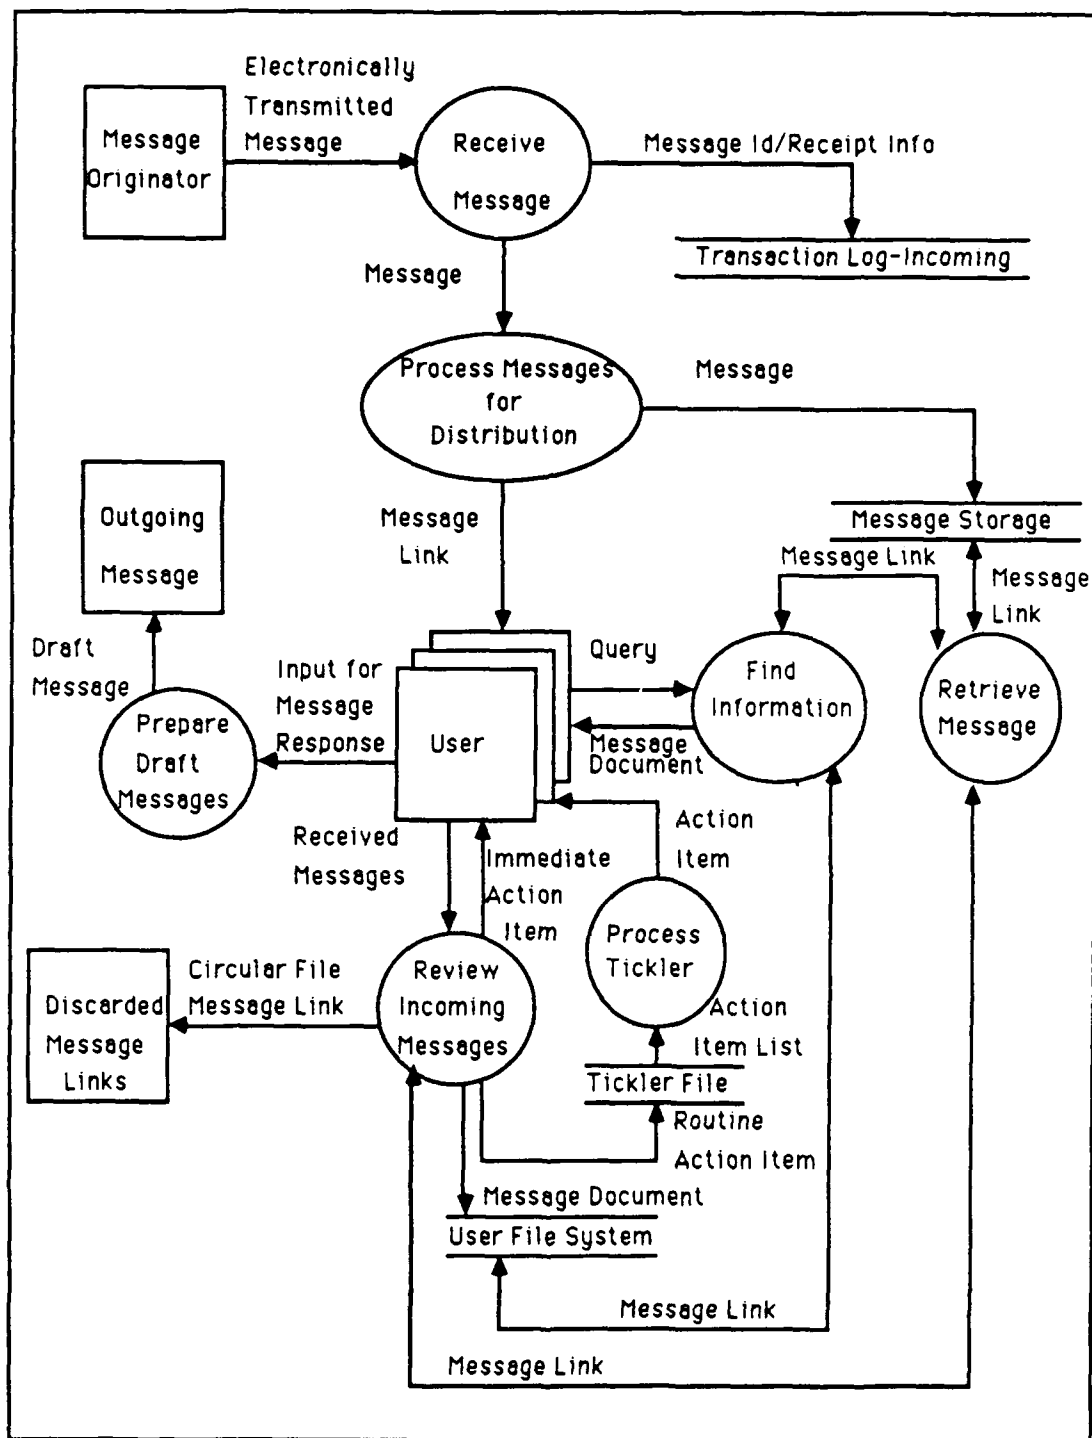 Electronically
Transmitted
Message
Message
Originator
Receive
Message
Message Id/Receipt Info
Transaction Log-Incoming
Message
Process Messages
for
Distribution
Message
Message
Link
Message Storage
Message Link
Message
Link
Outgoing
Message
Draft
Message
Prepare
Draft
Messages
Input for
Message
Response
User
Query
Message
Document
Find
Information
Retrieve
Message
Received
Messages
Immediate
Action
Item
Action
Item
Process
Tickler
Action
Item List
Tickler File
Routine
Action Item
Review
Incoming
Messages
Circular File
Message Link
Discarded
Message
Links
Message Document
User File System
Message Link
Message Link